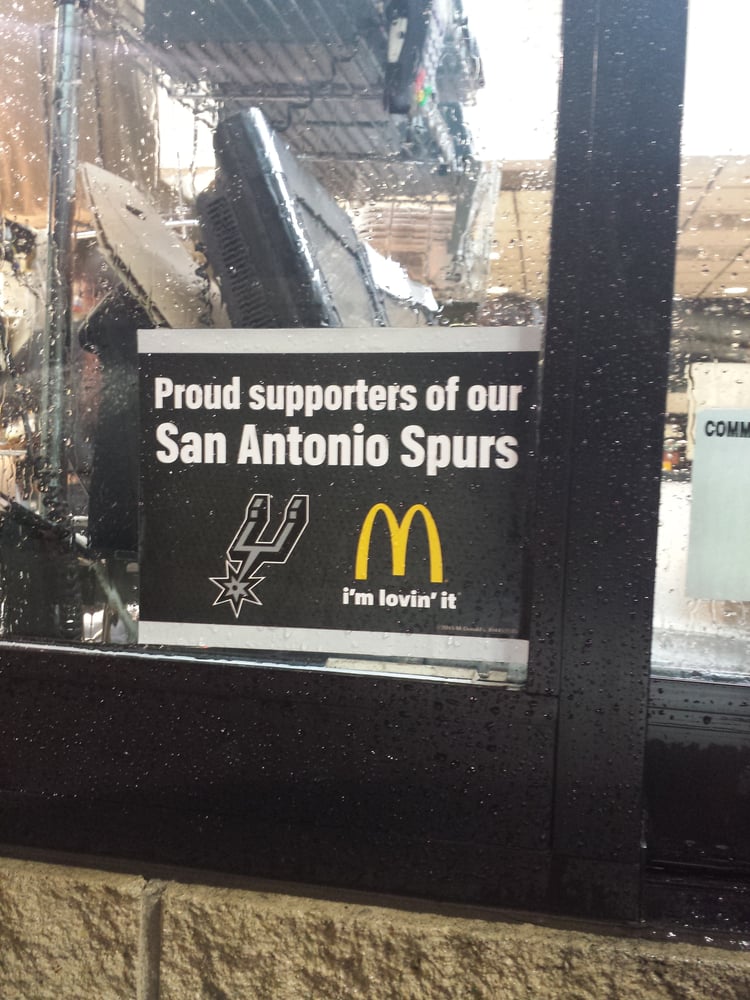 Proud supporters of our
San Antonio Spurs
i'm lovin' it
COMM